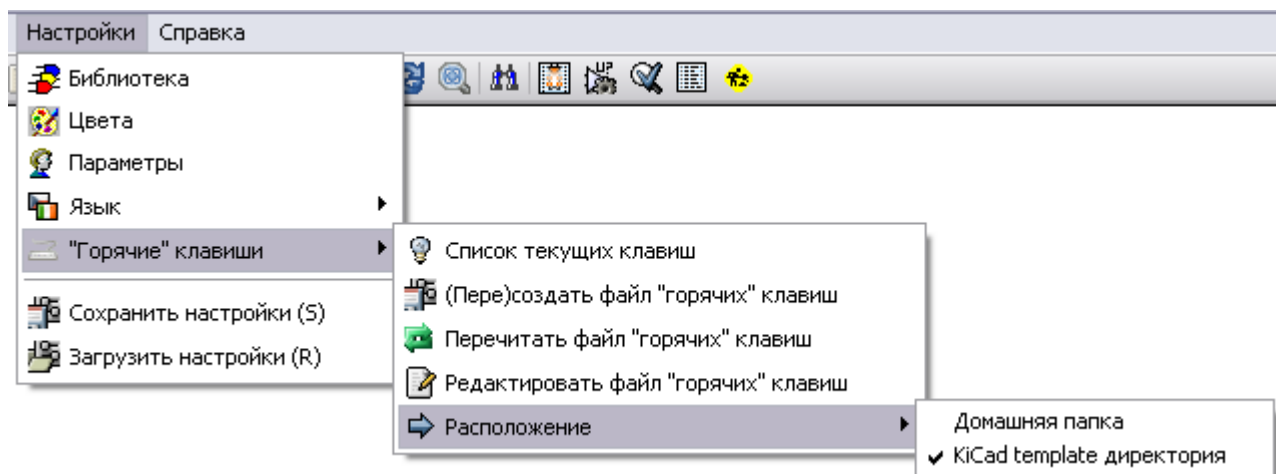 Настройки Справка
Библиотека
Цвета
Параметры
Язык
"Горячие" клавиши
Сохранить настройки (S)
Загрузить настройки (R)
Список текущих клавиш
(Пере)создать файл "горячих" клавиш
Перечитать файл "горячих" клавиш
Редактировать файл "горячих" клавиш
Расположение
Домашняя папка
KiCad template директория